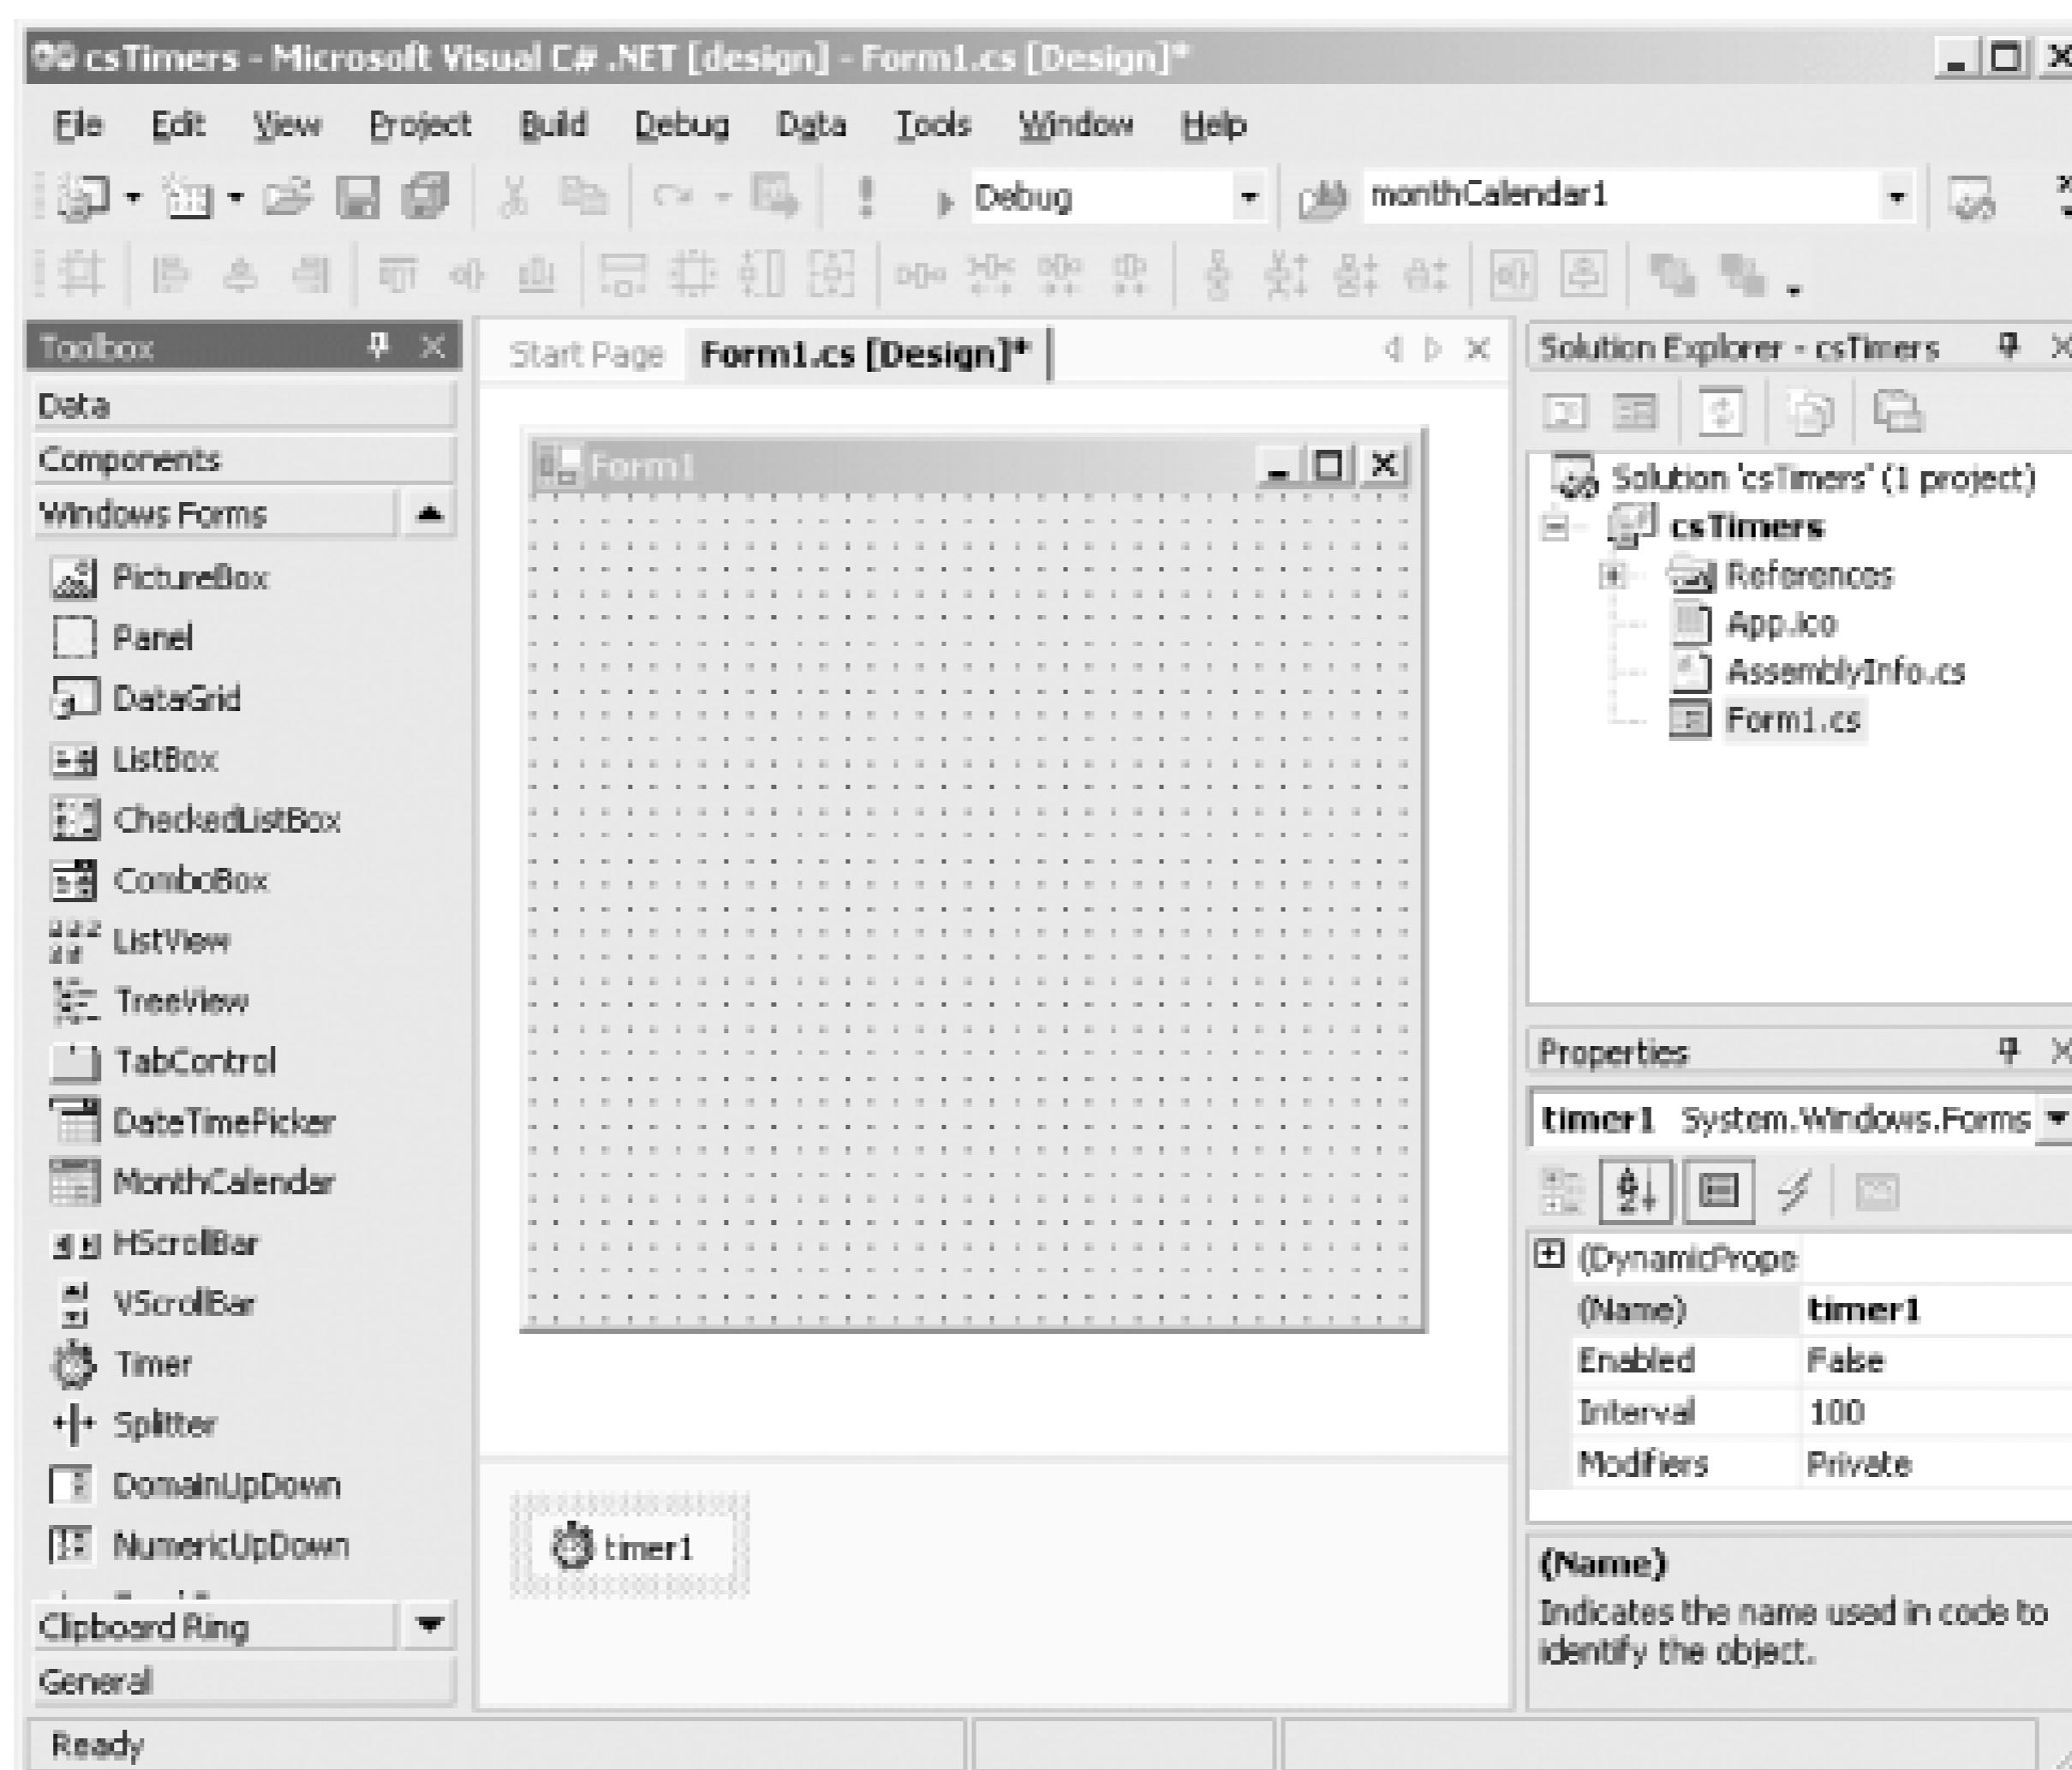 csTimers - Microsoft Visual C# .NET [design] - Form1.cs [Design]*
File Edit View Project Build Debug Data Tools Window Help
Debug monthCalendar1
Toolbox
Data
Components
Windows Forms
PictureBox
Panel
DataGrid
ListBox
CheckedListBox
ComboBox
ListView
TreeView
TabControl
DateTimePicker
MonthCalendar
HScrollBar
VScrollBar
Timer
Splitter
DomainUpDown
NumericUpDown
Clipboard Ring
General
Start Page Form1.cs [Design]*
Form1
timer1
Solution Explorer - csTimers
Solution 'csTimers' (1 project)
csTimers
References
App.ico
AssemblyInfo.cs
Form1.cs
Properties
timer1 System.Windows.Forms
(DynamicPrope
(Name) timer1
Enabled False
Interval 100
Modifiers Private
(Name)
Indicates the name used in code to
identify the object.
Ready